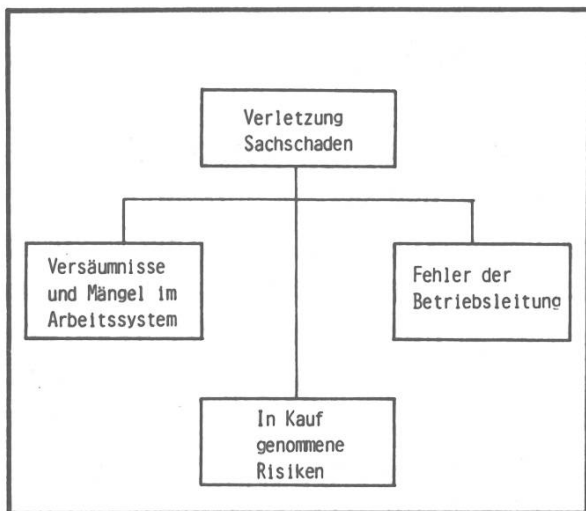 Verletzung
Sachschaden
Versäumnisse
und Mängel im
Arbeitssystem
Fehler der
Betriebsleitung
In Kauf
genommene
Risiken